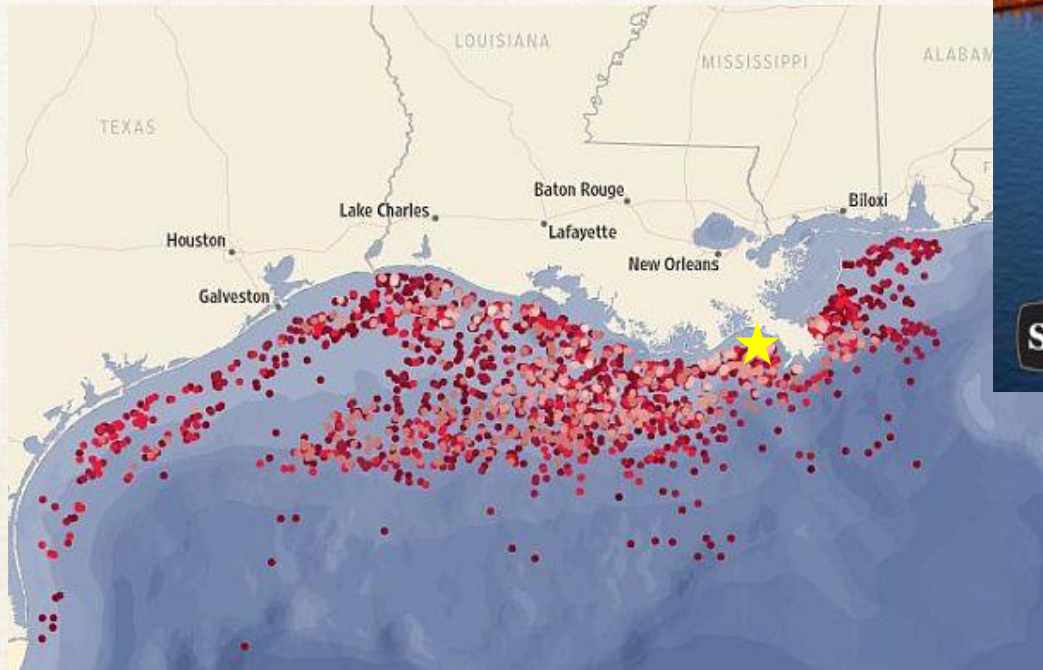 LOUISIANA
MISSISSIPPI
ALABAM
TEXAS
Baton Rouge
Biloxi
Lake Charles
Lafayette
Houston
New Orleans
Galveston
F
S